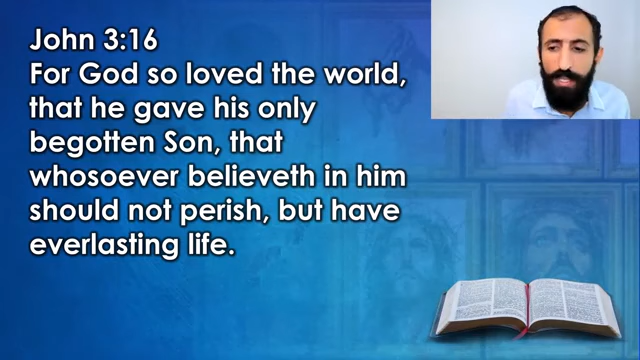 John 3:16
For God so loved the world,
that he gave his only
begotten Son, that
whosoever believeth in him
should not perish, but have
everlasting life.